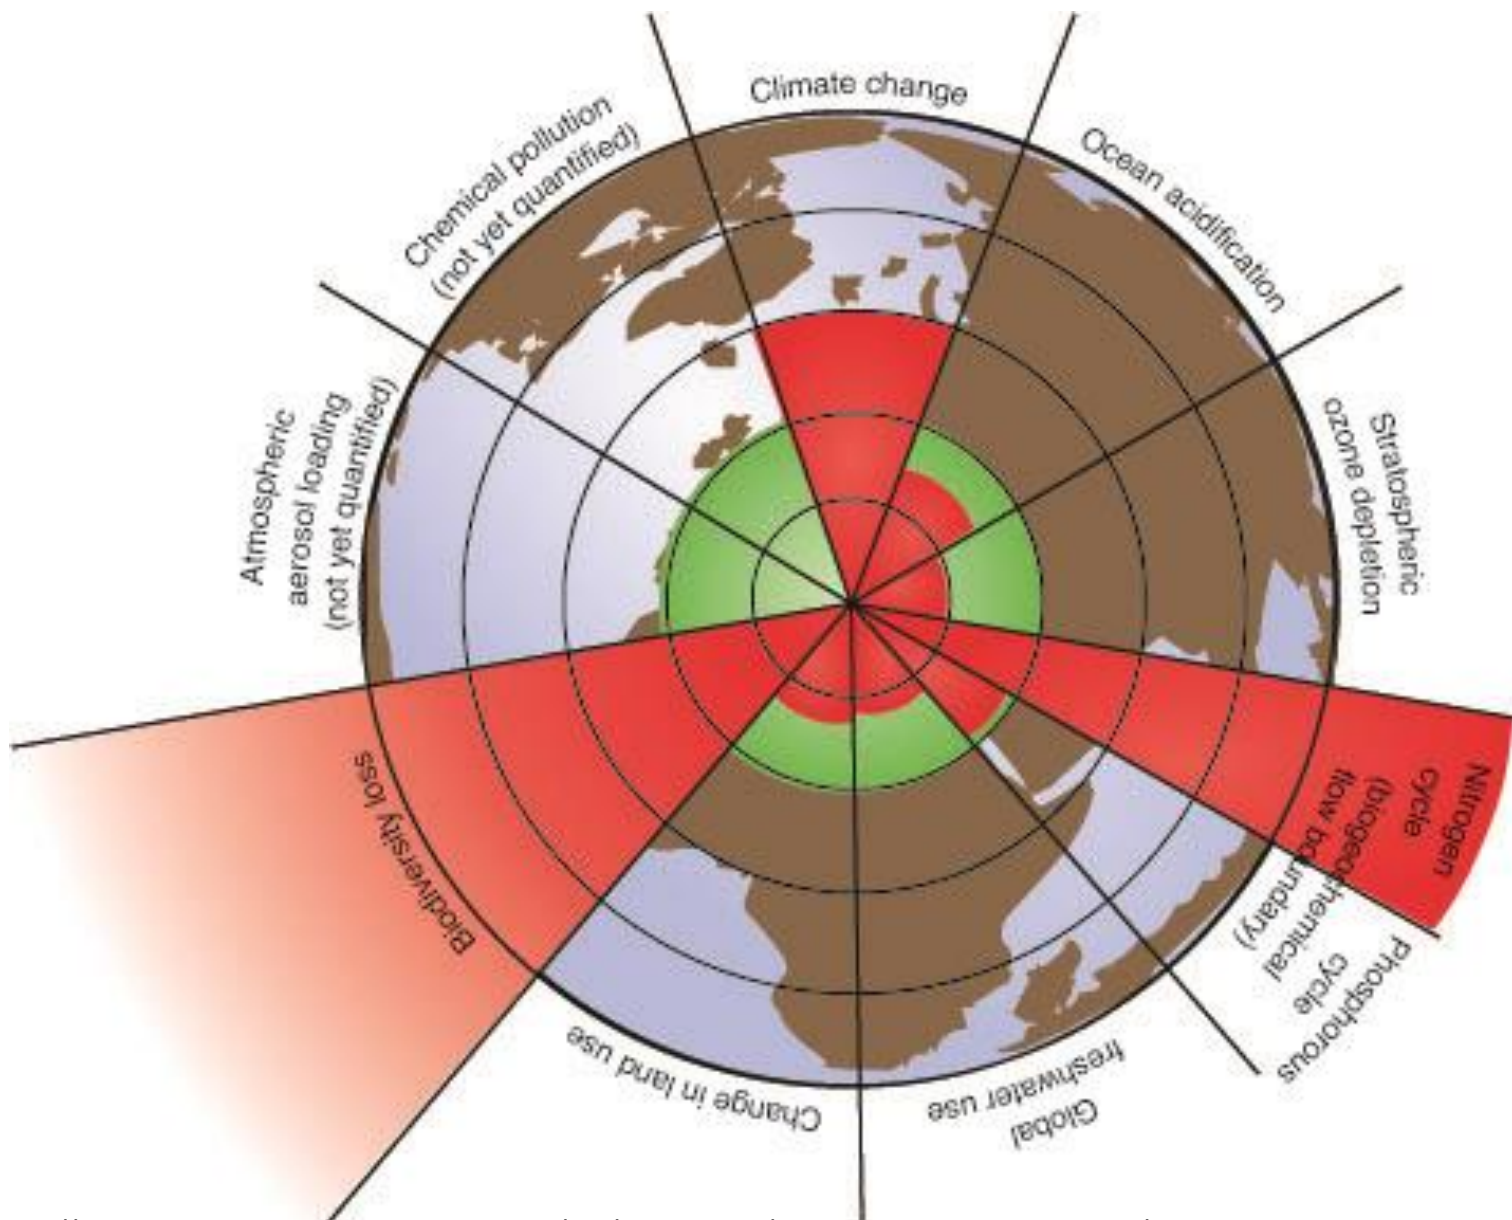 Climate change
Ocean acidification
Stratospheric
ozone depletion
Nitrogen
cycle
(biogeochemical
flow boundary)
Phosphorous
cycle
Global
freshwater use
Change in land use
Biodiversity loss
Atmospheric
aerosol loading
(not yet quantified)
Chemical pollution
(not yet quantified)